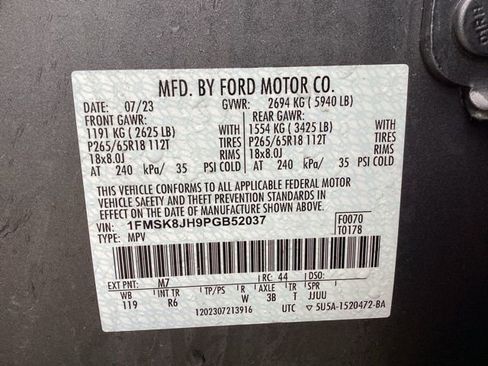 MFD. BY FORD MOTOR CO.
DATE: 07/23 GVWR: 2694 KG ( 5940 LB)
FRONT GAWR: REAR GAWR:
1191 KG ( 2625 LB) 1554 KG ( 3425 LB)
P265/65R18 112T TIRES P265/65R18 112T TIRES
18x8.0J RIMS 18x8.0J RIMS
AT 240 kPa/ 35 PSI COLD AT 240 kPa/ 35 PSI COLD
THIS VEHICLE CONFORMS TO ALL APPLICABLE FEDERAL MOTOR
VEHICLE SAFETY AND THEFT PREVENTION STANDARDS IN
EFFECT ON THE DATE OF MANUFACTURE SHOWN ABOVE.
VIN: 1FMSK8JH9PGB52037 F0070
TYPE: MPV T0178
EXT PNT: M7 RC: 44 DSO:
WB INT TR TP/PS R AXLE TR SPR
119 R6 W 3B T JJUU
1202307213916 UTC 5U5A-1520472-BA